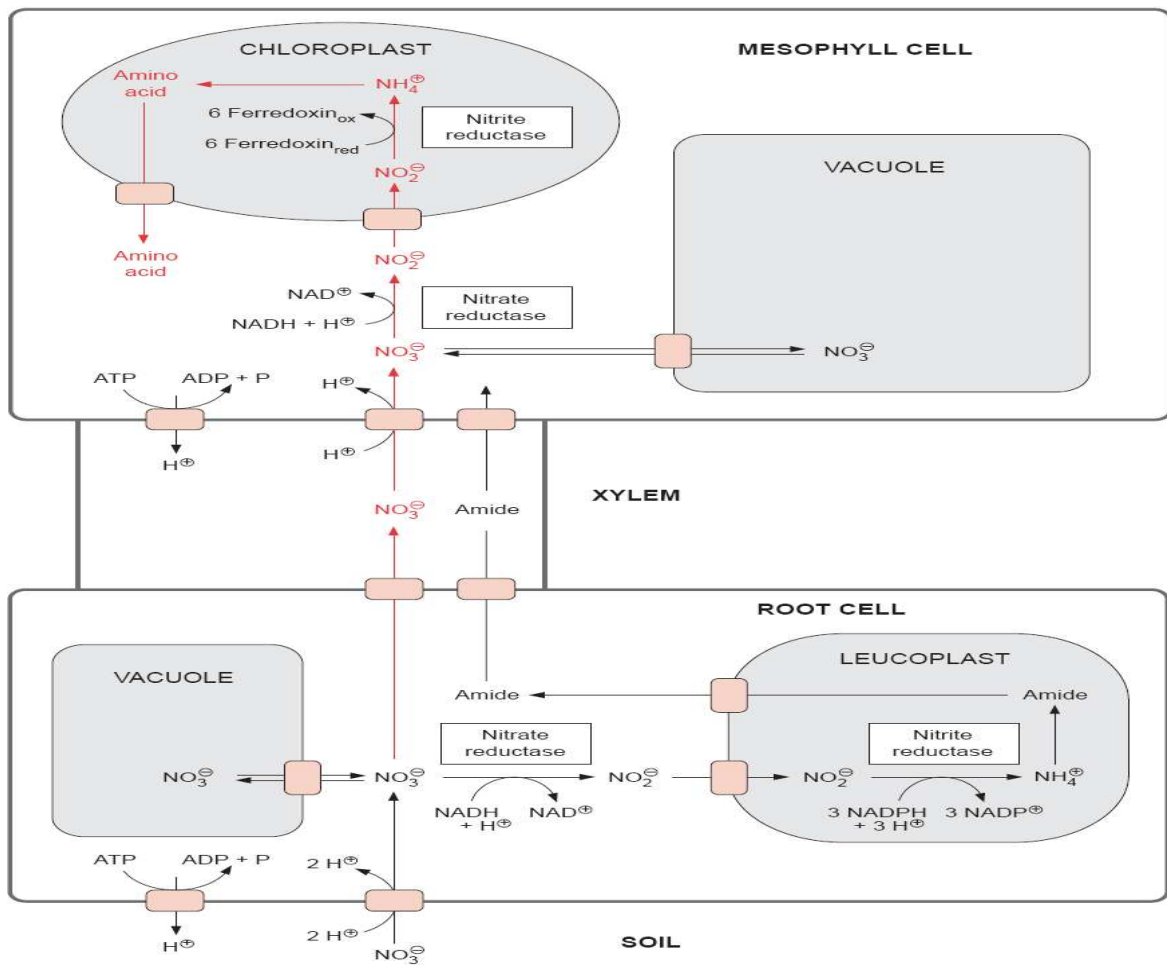 CHLOROPLAST
MESOPHYLL CELL
Amino
acid
NH₄⊕
6 Ferredoxinₒₓ
6 Ferredoxin_red
Nitrite
reductase
NO₂⊖
VACUOLE
Amino
acid
NO₂⊖
NAD⊕
NADH + H⊕
Nitrate
reductase
NO₃⊖
NO₃⊖
ATP
ADP + P
H⊕
H⊕
H⊕
XYLEM
NO₃⊖
Amide
ROOT CELL
VACUOLE
LEUCOPLAST
Amide
Amide
Nitrate
reductase
Nitrite
reductase
NO₃⊖
NO₃⊖
NO₂⊖
NO₂⊖
NH₄⊕
NADH
+ H⊕
NAD⊕
3 NADPH
+ 3 H⊕
3 NADP⊕
ATP
ADP + P
2 H⊕
H⊕
2 H⊕
NO₃⊖
SOIL